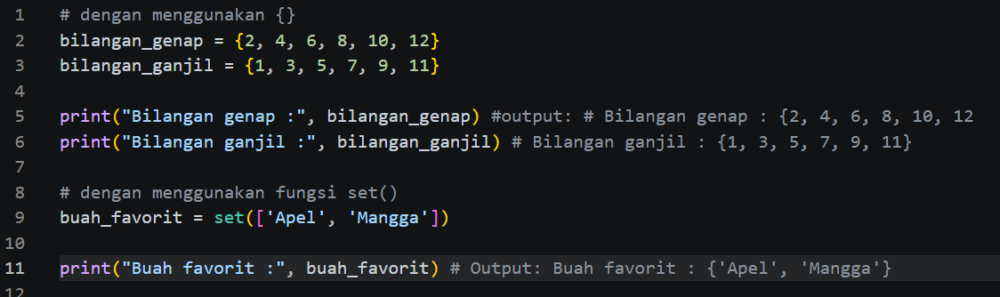 1 # dengan menggunakan {}
2 bilangan_genap = {2, 4, 6, 8, 10, 12}
3 bilangan_ganjil = {1, 3, 5, 7, 9, 11}
4
5 print("Bilangan genap :", bilangan_genap) #output: # Bilangan genap : {2, 4, 6, 8, 10, 12
6 print("Bilangan ganjil :", bilangan_ganjil) # Bilangan ganjil : {1, 3, 5, 7, 9, 11}
7
8 # dengan menggunakan fungsi set()
9 buah_favorit = set(['Apel', 'Mangga'])
10
11 print("Buah favorit :", buah_favorit) # Output: Buah favorit : {'Apel', 'Mangga'}
12